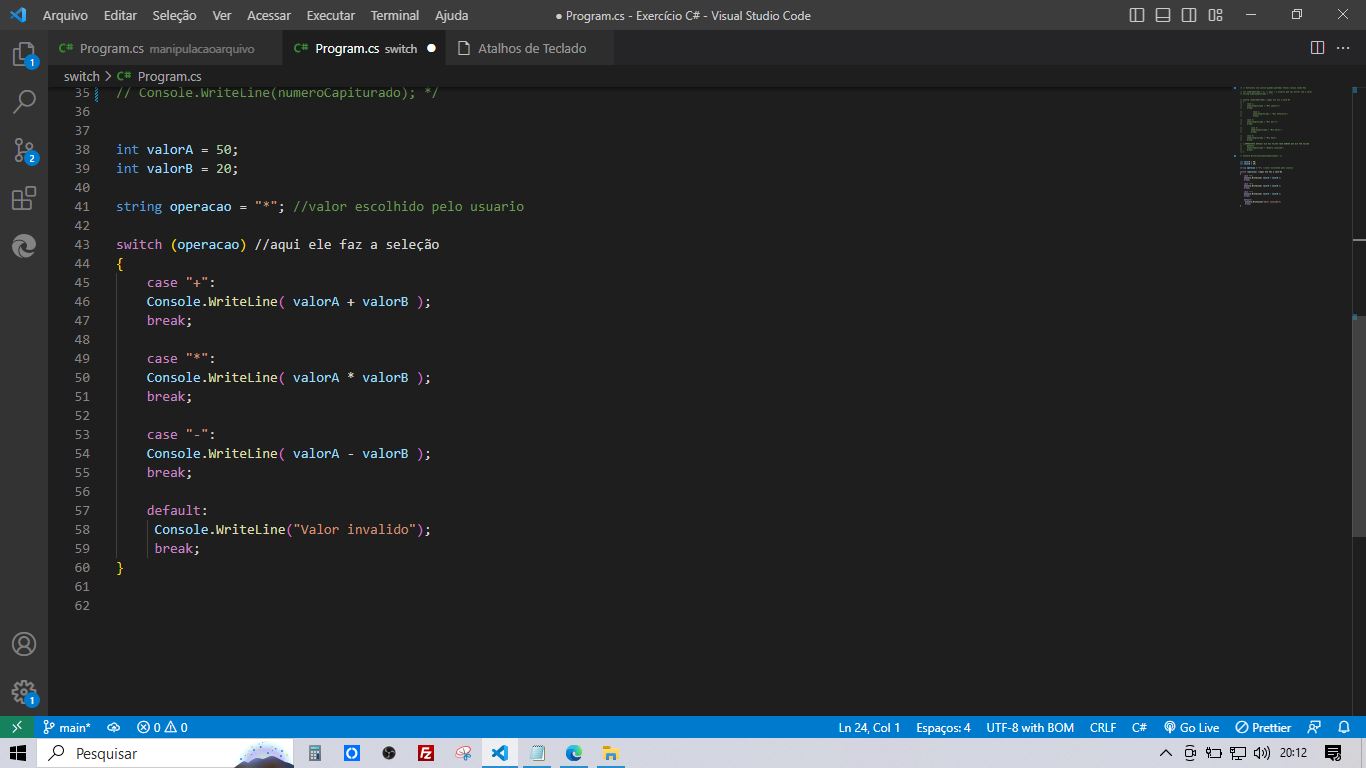 Arquivo Editar Seleção Ver Acessar Executar Terminal Ajuda ● Program.cs - Exercício C# - Visual Studio Code
C# Program.cs manipulacaoarquivo C# Program.cs switch ● Atalhos de Teclado
switch > C# Program.cs
35 // Console.WriteLine(numeroCapiturado); */
36
37
38 int valorA = 50;
39 int valorB = 20;
40
41 string operacao = "*"; //valor escolhido pelo usuario
42
43 switch (operacao) //aqui ele faz a seleção
44 {
45 case "+":
46 Console.WriteLine( valorA + valorB );
47 break;
48
49 case "*":
50 Console.WriteLine( valorA * valorB );
51 break;
52
53 case "-":
54 Console.WriteLine( valorA - valorB );
55 break;
56
57 default:
58 Console.WriteLine("Valor invalido");
59 break;
60 }
61
62
1
2
1
main* 0 0 Ln 24, Col 1 Espaços: 4 UTF-8 with BOM CRLF C# Go Live Prettier
Pesquisar Fz 20:12